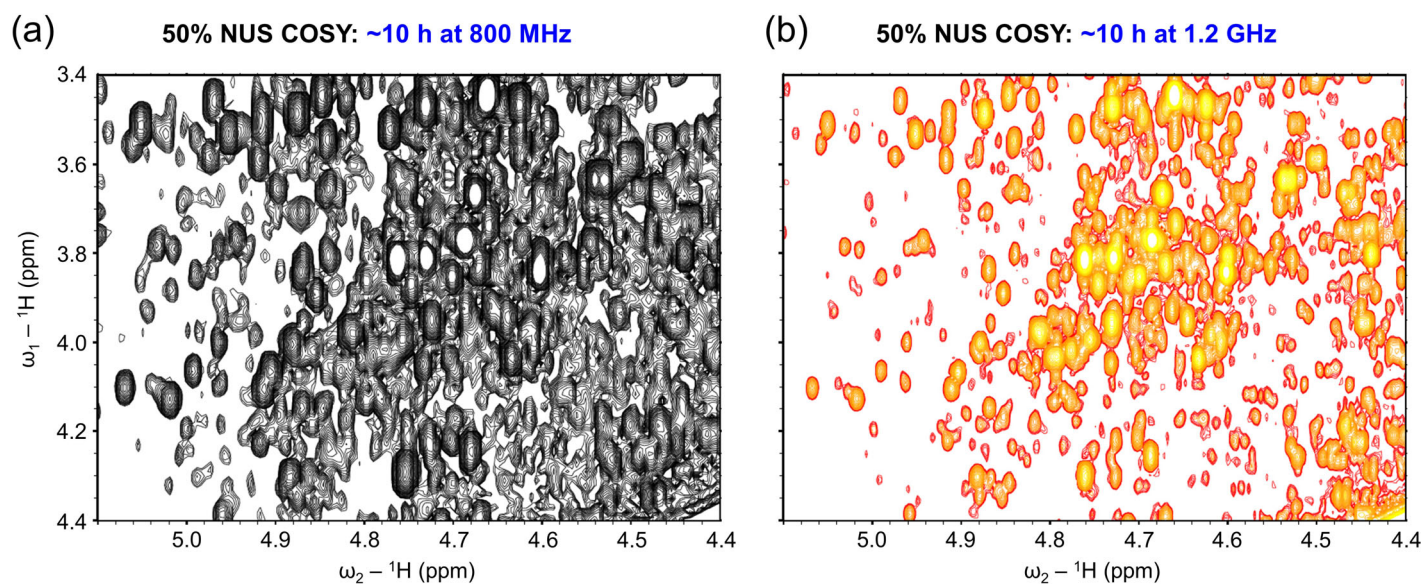 (a) 50% NUS COSY: ~10 h at 800 MHz
3.4
3.6
3.8
4.0
4.2
4.4
ω₁ – ¹H (ppm)
5.0 4.9 4.8 4.7 4.6 4.5 4.4
ω₂ – ¹H (ppm)
(b) 50% NUS COSY: ~10 h at 1.2 GHz
5.0 4.9 4.8 4.7 4.6 4.5 4.4
ω₂ – ¹H (ppm)